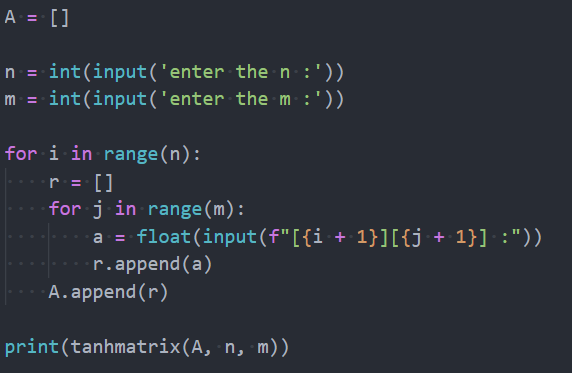 A = []
n = int(input('enter the n :'))
m = int(input('enter the m :'))
for i in range(n):
    r = []
    for j in range(m):
        a = float(input(f"[{i + 1}][{j + 1}] :"))
        r.append(a)
    A.append(r)
print(tanhmatrix(A, n, m))